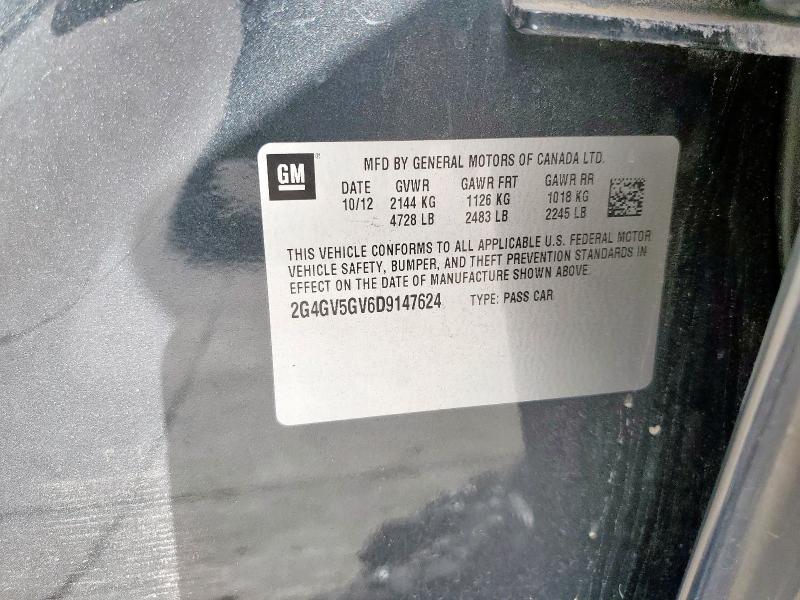 GM
MFD BY GENERAL MOTORS OF CANADA LTD.
DATE GVWR GAWR FRT GAWR RR
10/12 2144 KG 1126 KG 1018 KG
4728 LB 2483 LB 2245 LB
THIS VEHICLE CONFORMS TO ALL APPLICABLE U.S. FEDERAL MOTOR
VEHICLE SAFETY, BUMPER, AND THEFT PREVENTION STANDARDS IN
EFFECT ON THE DATE OF MANUFACTURE SHOWN ABOVE.
2G4GV5GV6D9147624 TYPE: PASS CAR